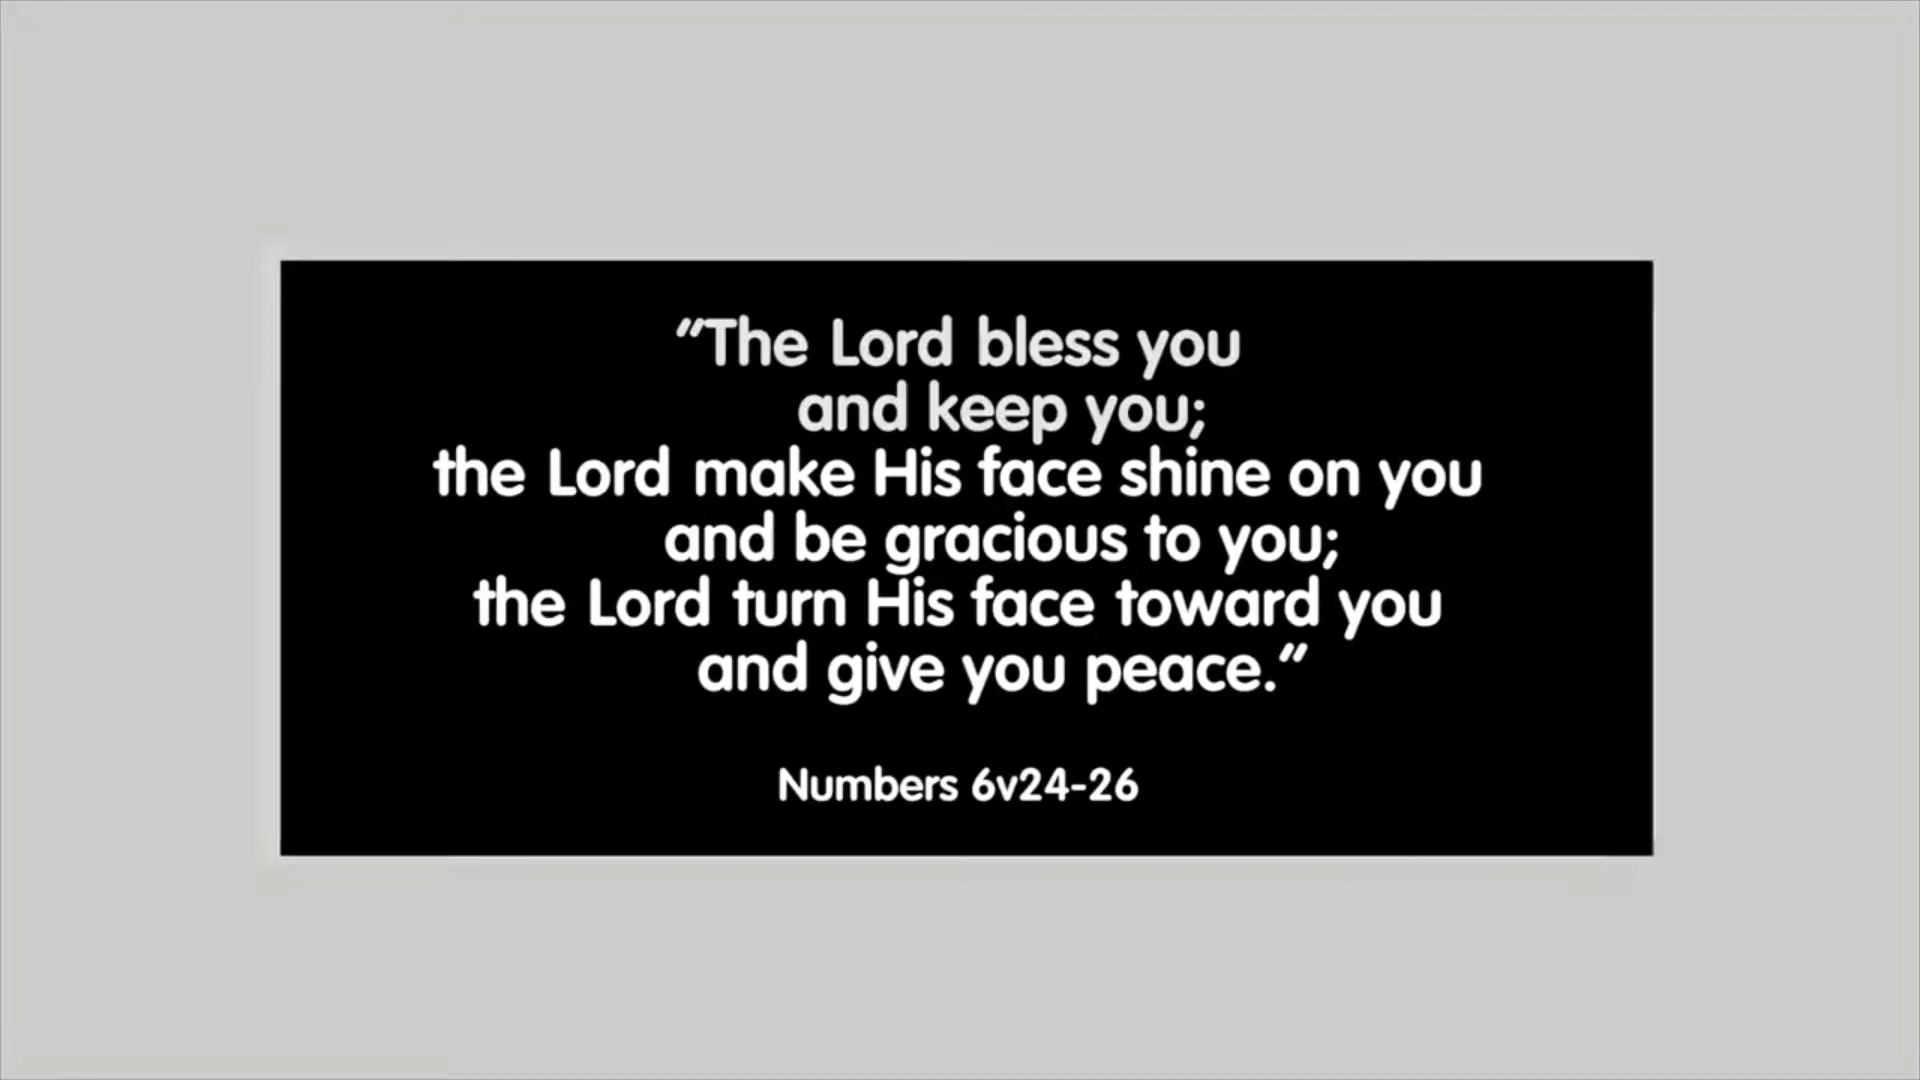 “The Lord bless you
and keep you;
the Lord make His face shine on you
and be gracious to you;
the Lord turn His face toward you
and give you peace.”
Numbers 6v24-26